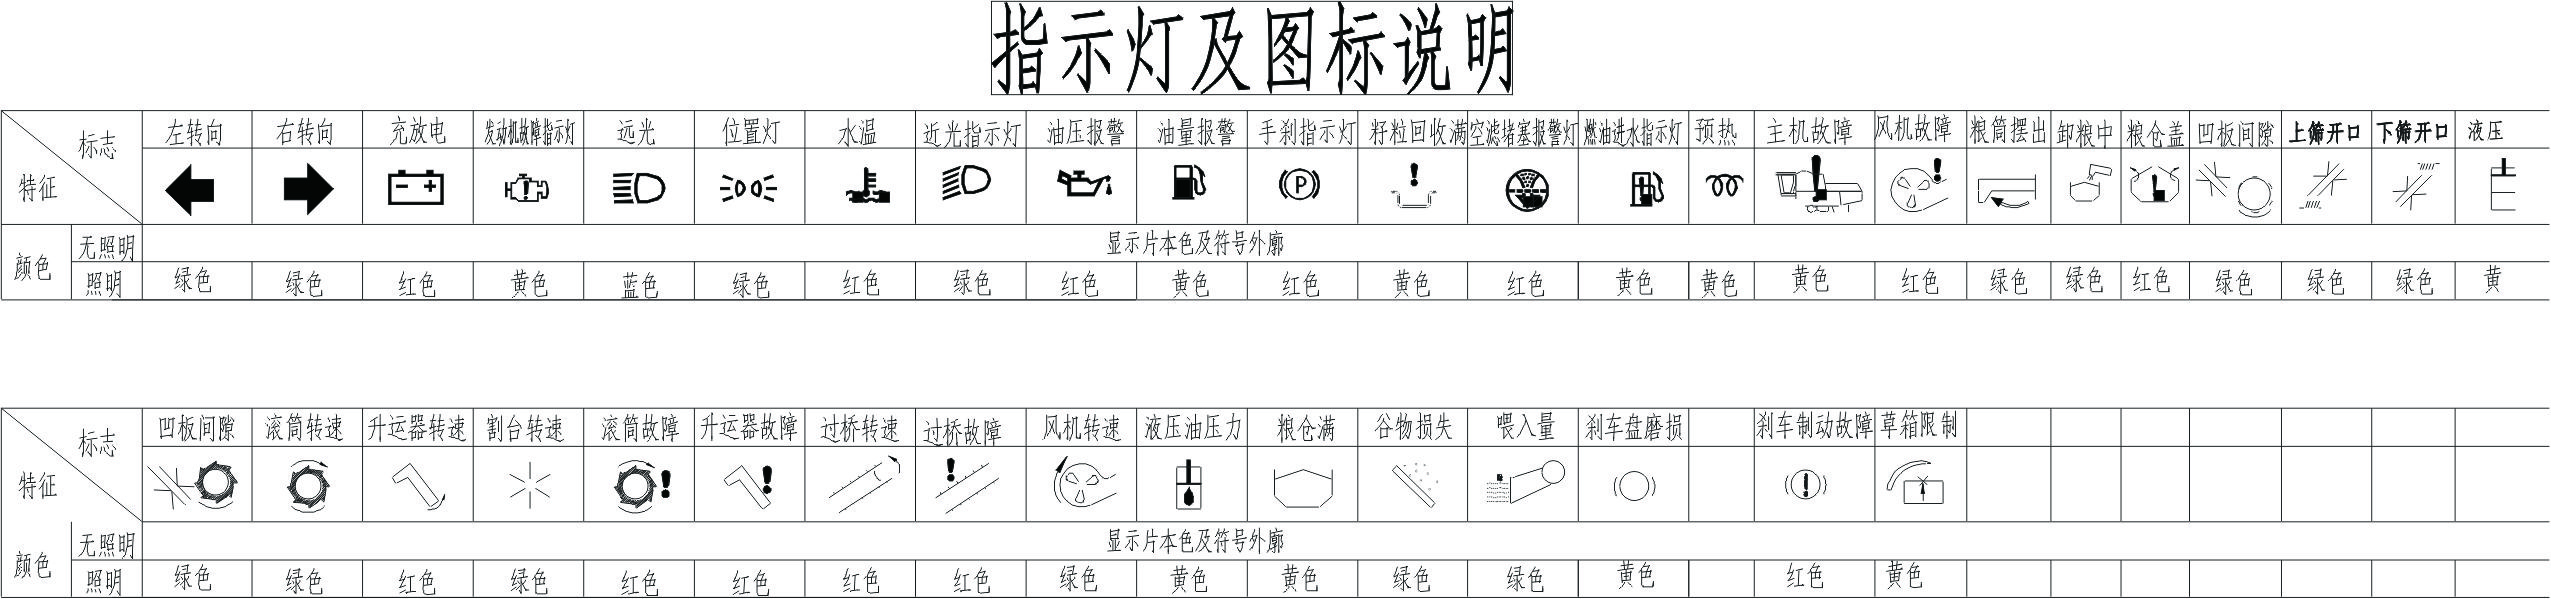 指示灯及图标说明
标志 左转向 右转向 充放电 发动机故障指示灯 远光 位置灯 水温 近光指示灯 油压报警 油量报警 手刹指示灯 籽粒回收满 空滤堵塞报警灯 燃油进水指示灯 预热 主机故障 风机故障 粮筒摆出 卸粮中 粮仓盖 凹板间隙 上筛开口 下筛开口 液压
特征
P
颜色 无照明 显示片本色及符号外廓
照明 绿色 绿色 红色 黄色 蓝色 绿色 红色 绿色 红色 黄色 红色 黄色 红色 黄色 黄色 黄色 红色 绿色 绿色 红色 绿色 绿色 绿色 黄
标志 凹板间隙 滚筒转速 升运器转速 割台转速 滚筒故障 升运器故障 过桥转速 过桥故障 风机转速 液压油压力 粮仓满 谷物损失 喂入量 刹车盘磨损 刹车制动故障 草箱限制
特征
颜色 无照明 显示片本色及符号外廓
照明 绿色 绿色 红色 绿色 红色 红色 红色 红色 绿色 黄色 黄色 绿色 绿色 黄色 红色 黄色